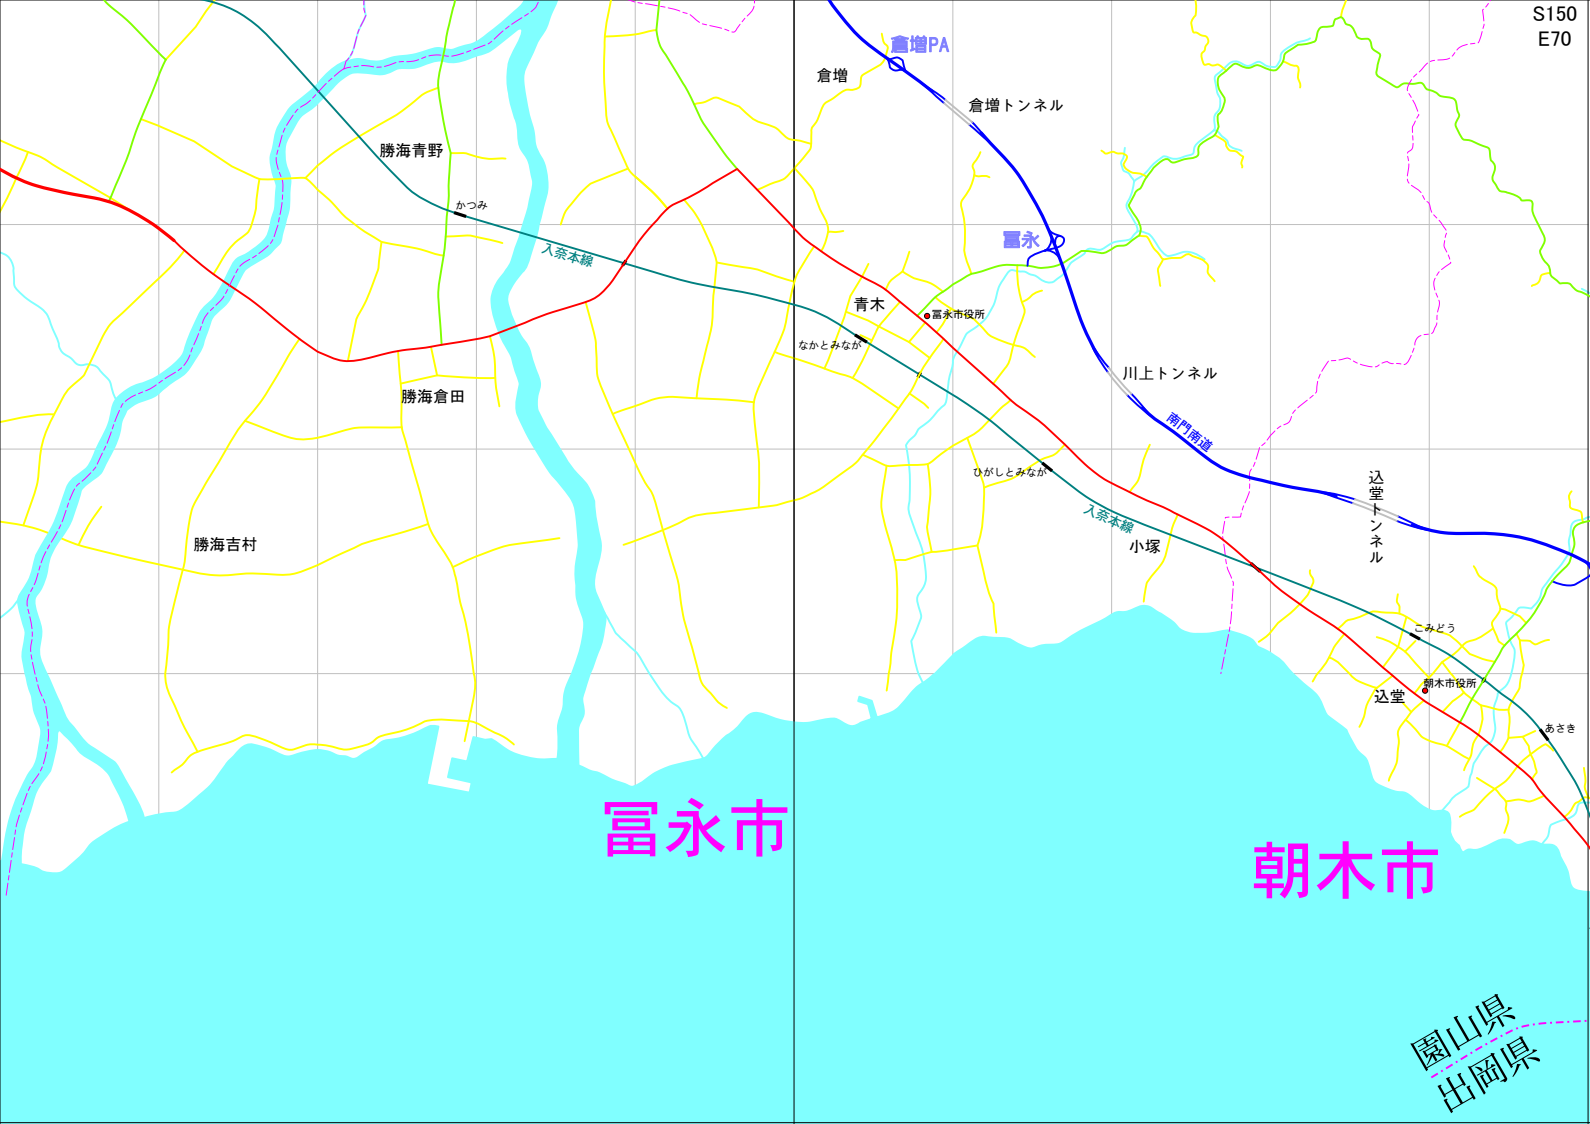 S150
E70
倉増PA
倉増
倉増トンネル
勝海青野
かつみ
入奈本線
冨永
青木
冨永市役所
なかとみなが
川上トンネル
勝海倉田
南門南道
ひがしとみなが
込堂トンネル
入奈本線
小塚
勝海吉村
こみどう
朝木市役所
込堂
あさき
冨永市
朝木市
園山県
出岡県